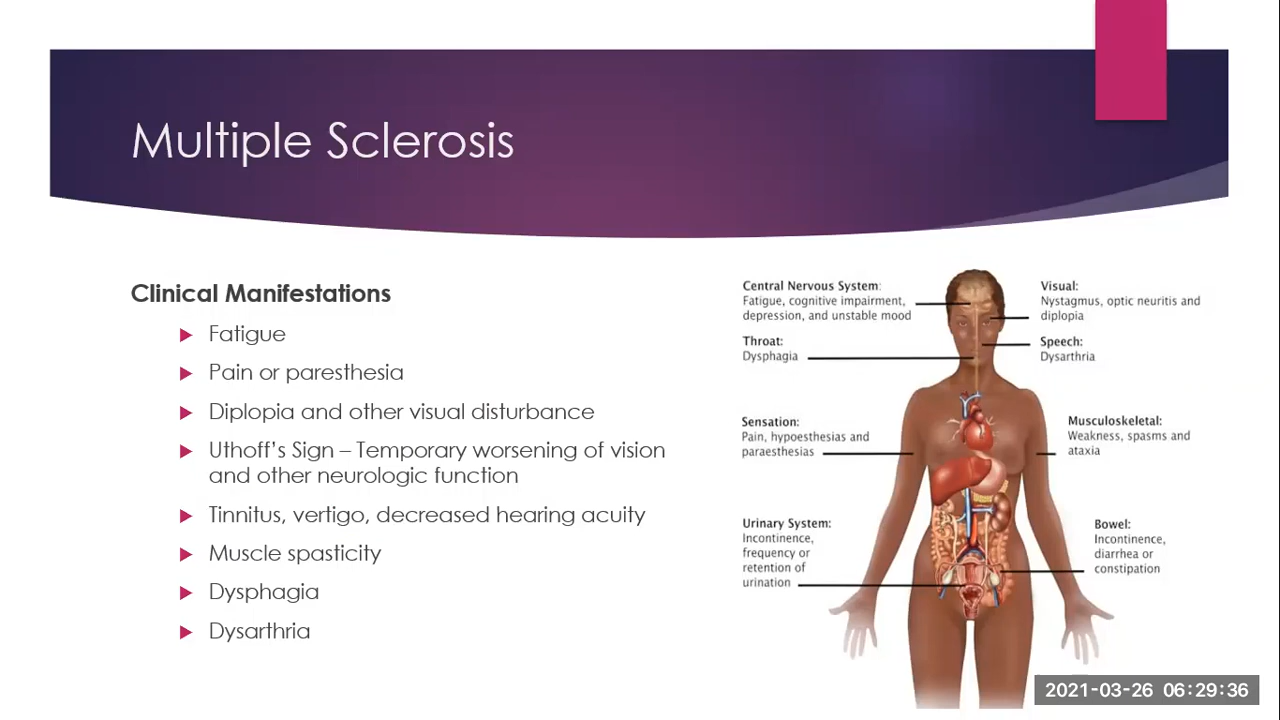 Multiple Sclerosis
Clinical Manifestations
Fatigue
Pain or paresthesia
Diplopia and other visual disturbance
Uthoff's Sign – Temporary worsening of vision
and other neurologic function
Tinnitus, vertigo, decreased hearing acuity
Muscle spasticity
Dysphagia
Dysarthria
Central Nervous System:
Fatigue, cognitive impairment,
depression, and unstable mood
Throat:
Dysphagia
Sensation:
Pain, hypoesthesias and
paraesthesias
Urinary System:
Incontinence,
frequency or
retention of
urination
Visual:
Nystagmus, optic neuritis and
diplopia
Speech:
Dysarthria
Musculoskeletal:
Weakness, spasms and
ataxia
Bowel:
Incontinence,
diarrhea or
constipation
2021-03-26 06:29:36